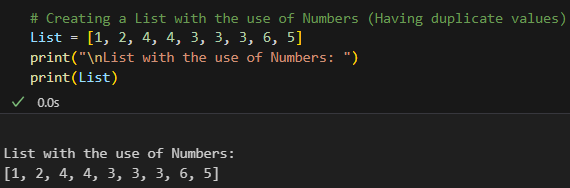 # Creating a List with the use of Numbers (Having duplicate values)
List = [1, 2, 4, 4, 3, 3, 3, 6, 5]
print("\nList with the use of Numbers: ")
print(List)
✓ 0.0s
List with the use of Numbers:
[1, 2, 4, 4, 3, 3, 3, 6, 5]